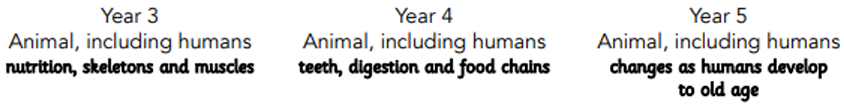 Year 3
Animal, including humans
nutrition, skeletons and muscles
Year 4
Animal, including humans
teeth, digestion and food chains
Year 5
Animal, including humans
changes as humans develop
to old age